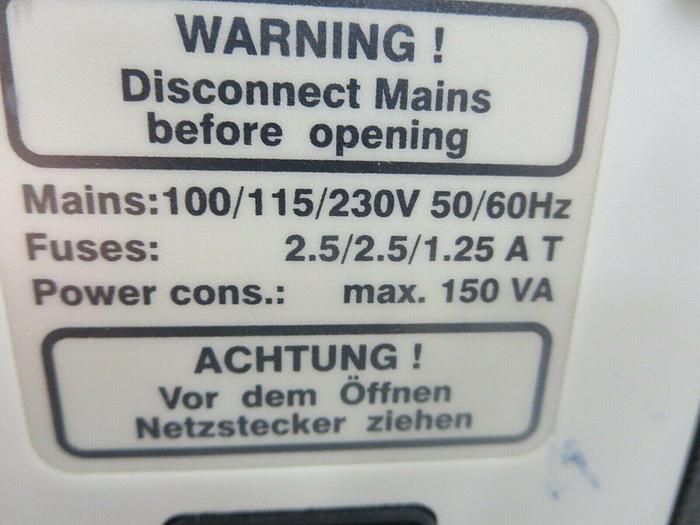 WARNING !
Disconnect Mains
before opening
Mains:100/115/230V 50/60Hz
Fuses: 2.5/2.5/1.25 A T
Power cons.: max. 150 VA
ACHTUNG !
Vor dem Öffnen
Netzstecker ziehen